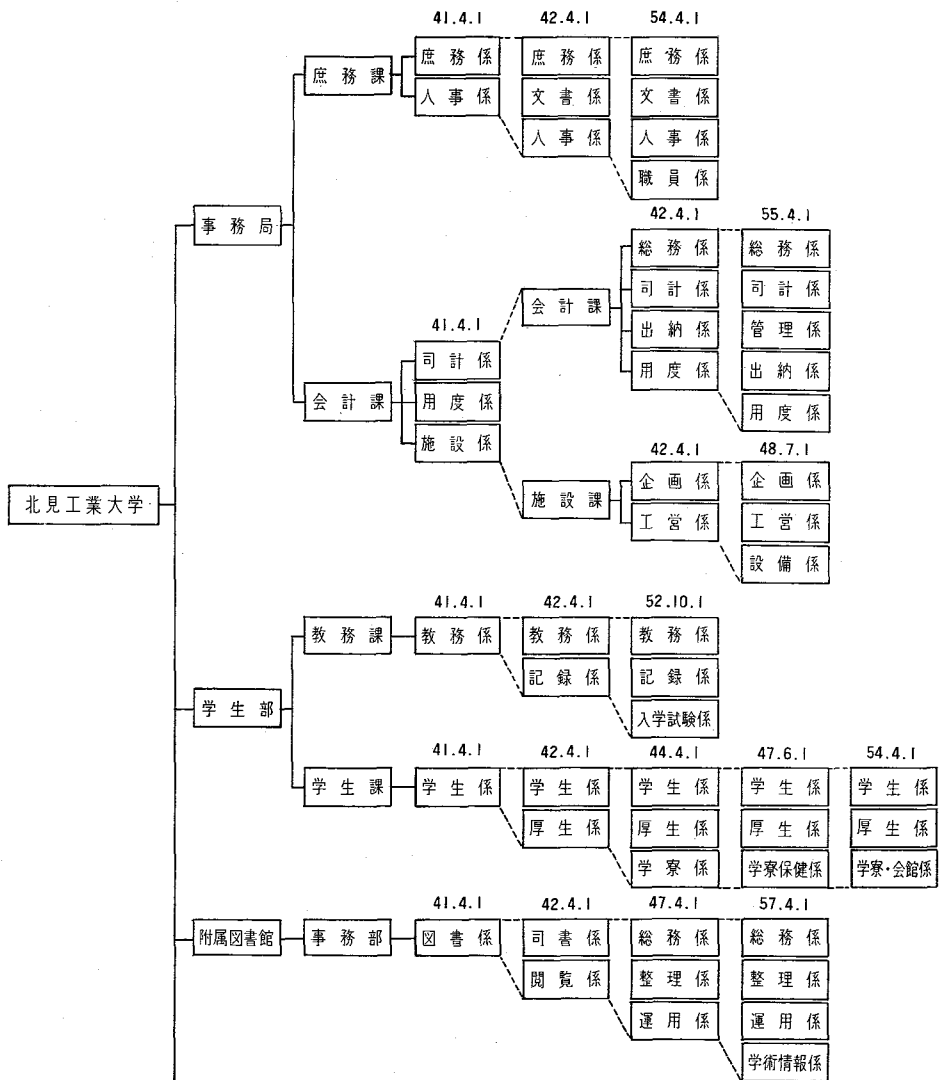 41.4.1 42.4.1 54.4.1
庶務課 庶務係 庶務係 庶務係
人事係 文書係 文書係
人事係 人事係
職員係
事務局
42.4.1 55.4.1
総務係 総務係
会計課 司計係 司計係
41.4.1 出納係 管理係
司計係 用度係 出納係
会計課 用度係 用度係
施設係
42.4.1 48.7.1
企画係 企画係
施設課 工営係 工営係
設備係
北見工業大学
41.4.1 42.4.1 52.10.1
教務課 教務係 教務係 教務係
記録係 記録係
入学試験係
学生部
41.4.1 42.4.1 44.4.1 47.6.1 54.4.1
学生課 学生係 学生係 学生係 学生係 学生係
厚生係 厚生係 厚生係 厚生係
学寮係 学寮保健係 学寮・会館係
41.4.1 42.4.1 47.4.1 57.4.1
附属図書館 事務部 図書係 司書係 総務係 総務係
閲覧係 整理係 整理係
運用係 運用係
学術情報係